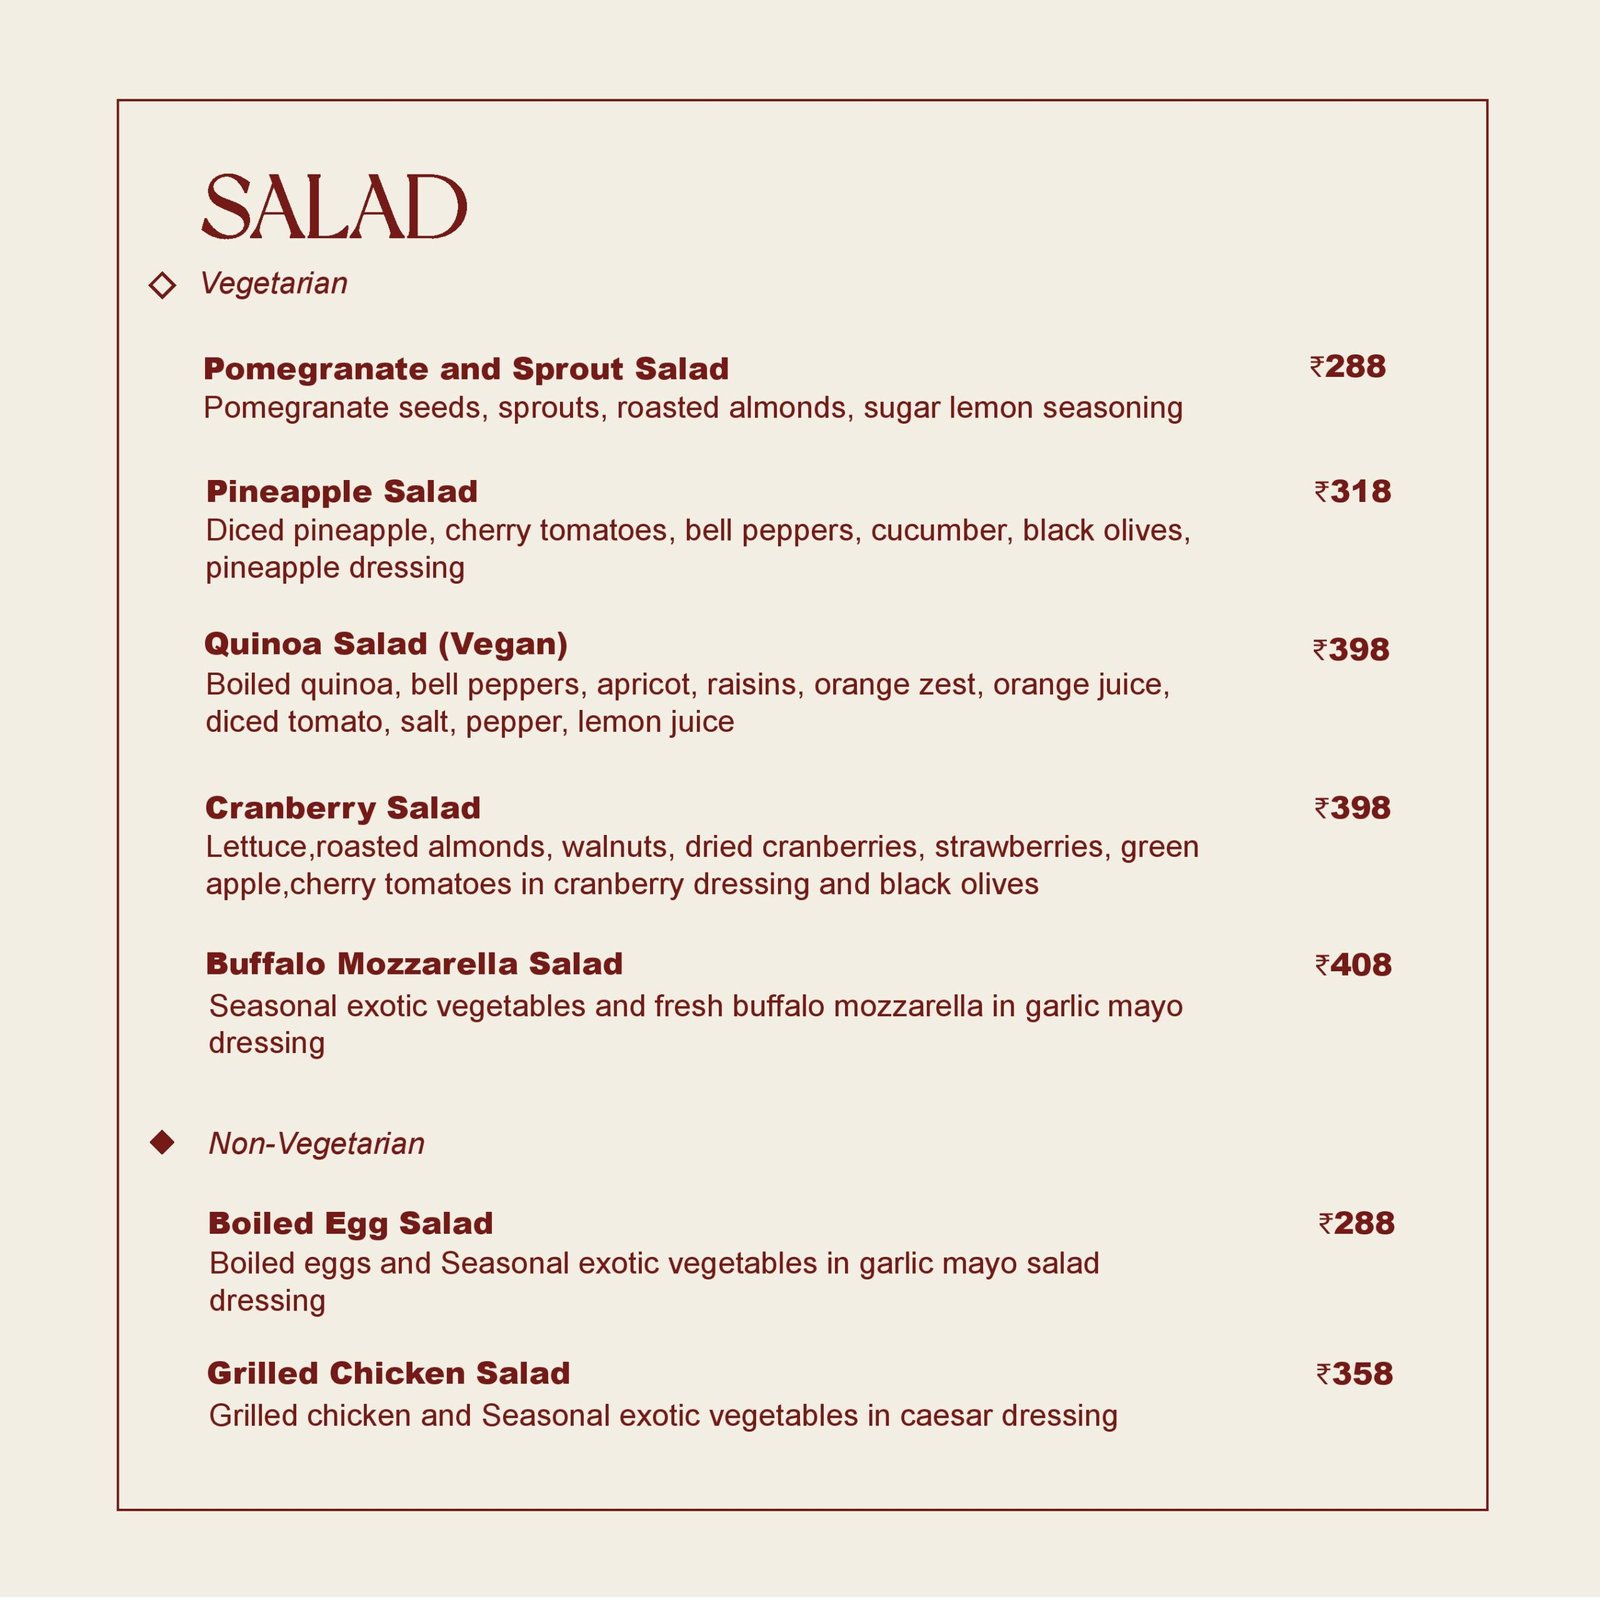 SALAD
Vegetarian
Pomegranate and Sprout Salad ₹288
Pomegranate seeds, sprouts, roasted almonds, sugar lemon seasoning
Pineapple Salad ₹318
Diced pineapple, cherry tomatoes, bell peppers, cucumber, black olives,
pineapple dressing
Quinoa Salad (Vegan) ₹398
Boiled quinoa, bell peppers, apricot, raisins, orange zest, orange juice,
diced tomato, salt, pepper, lemon juice
Cranberry Salad ₹398
Lettuce,roasted almonds, walnuts, dried cranberries, strawberries, green
apple,cherry tomatoes in cranberry dressing and black olives
Buffalo Mozzarella Salad ₹408
Seasonal exotic vegetables and fresh buffalo mozzarella in garlic mayo
dressing
Non-Vegetarian
Boiled Egg Salad ₹288
Boiled eggs and Seasonal exotic vegetables in garlic mayo salad
dressing
Grilled Chicken Salad ₹358
Grilled chicken and Seasonal exotic vegetables in caesar dressing